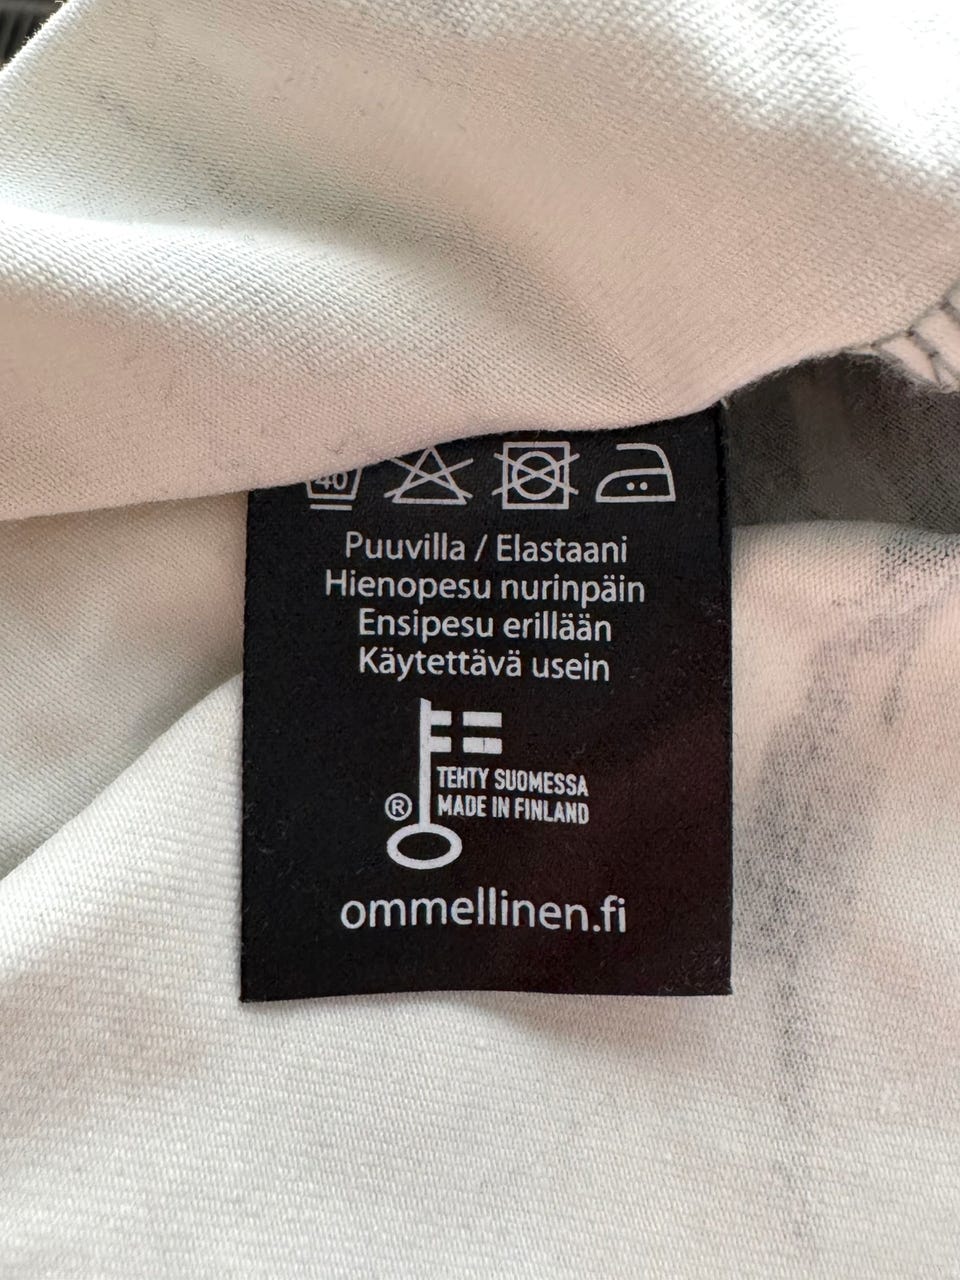 40
Puuvilla / Elastaani
Hienopesu nurinpäin
Ensipesu erillään
Käytettävä usein
TEHTY SUOMESSA
® MADE IN FINLAND
ommellinen.fi